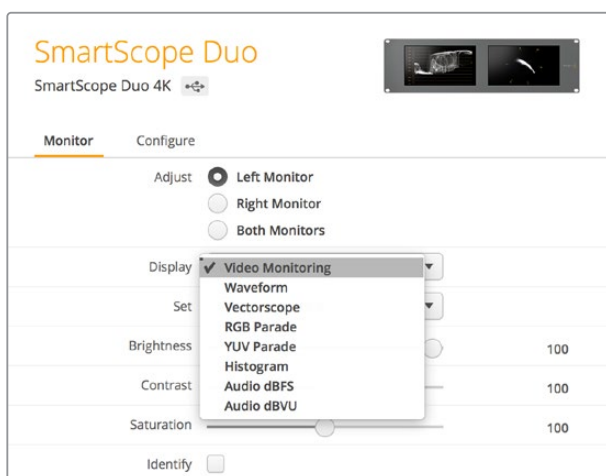 SmartScope Duo
SmartScope Duo 4K
Monitor Configure
Adjust Left Monitor
Right Monitor
Both Monitors
Display ✔ Video Monitoring
Waveform
Set Vectorscope
RGB Parade
Brightness YUV Parade 100
Histogram
Contrast Audio dBFS 100
Audio dBVU
Saturation 100
Identify